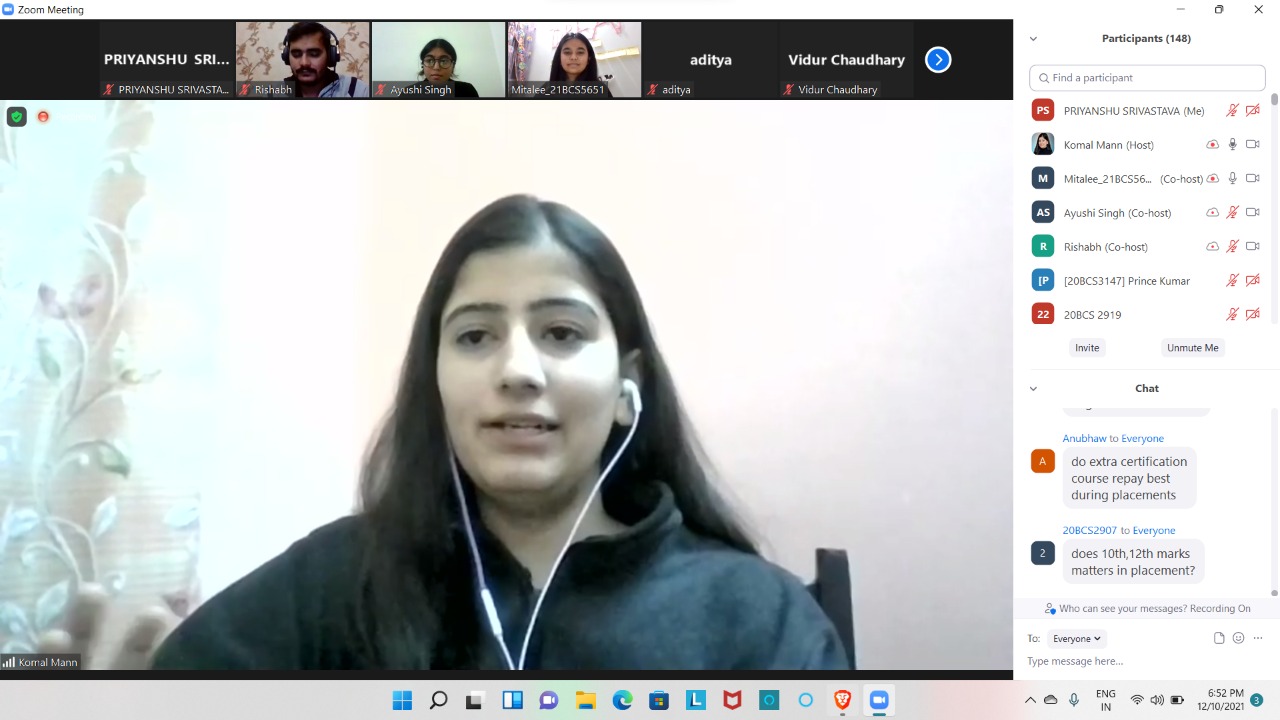 Zoom Meeting
PRIYANSHU SRI...
aditya
Vidur Chaudhary
PRIYANSHU SRIVASTA...
Rishabh
Ayushi Singh
Mitalee_21BCS5651
aditya
Vidur Chaudhary
Komal Mann
Participants (148)
Find a participant
PS PRIYANSHU SRIVASTAVA (Me)
Komal Mann (Host)
M Mitalee_21BCS56... (Co-host)
AS Ayushi Singh (Co-host)
R Rishabh (Co-host)
[P [20BCS3147] Prince Kumar
22 20BCS 2919
Invite Unmute Me
Chat
Anubhaw to Everyone
A do extra certification
course repay best
during placements
20BCS2907 to Everyone
2 does 10th,12th marks
matters in placement?
Who can see your messages? Recording On
To: Everyone
Type message here...
L
ENG
IN
5:52 PM
12/10/2021
3